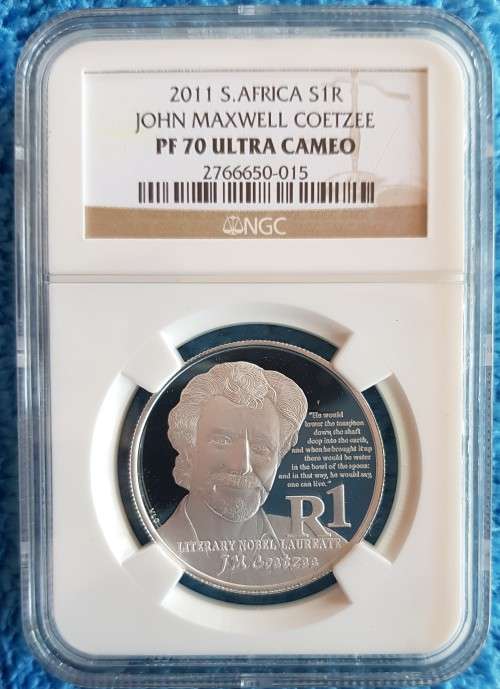 2011 S.AFRICA S1R
JOHN MAXWELL COETZEE
PF 70 ULTRA CAMEO
2766650-015
NGC
"He would
lower the teaspoon
down, the shaft
deep into the earth,
and when he brought it up
there would be water
in the bowl of the spoon:
and in that way, he would say,
one can live."
R1
LITERARY NOBEL LAUREATE
J M Coetzee